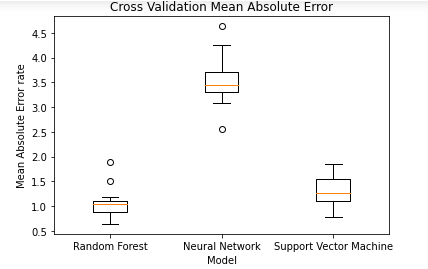 Cross Validation Mean Absolute Error
Mean Absolute Error rate
4.5
4.0
3.5
3.0
2.5
2.0
1.5
1.0
0.5
Random Forest
Neural Network
Support Vector Machine
Model